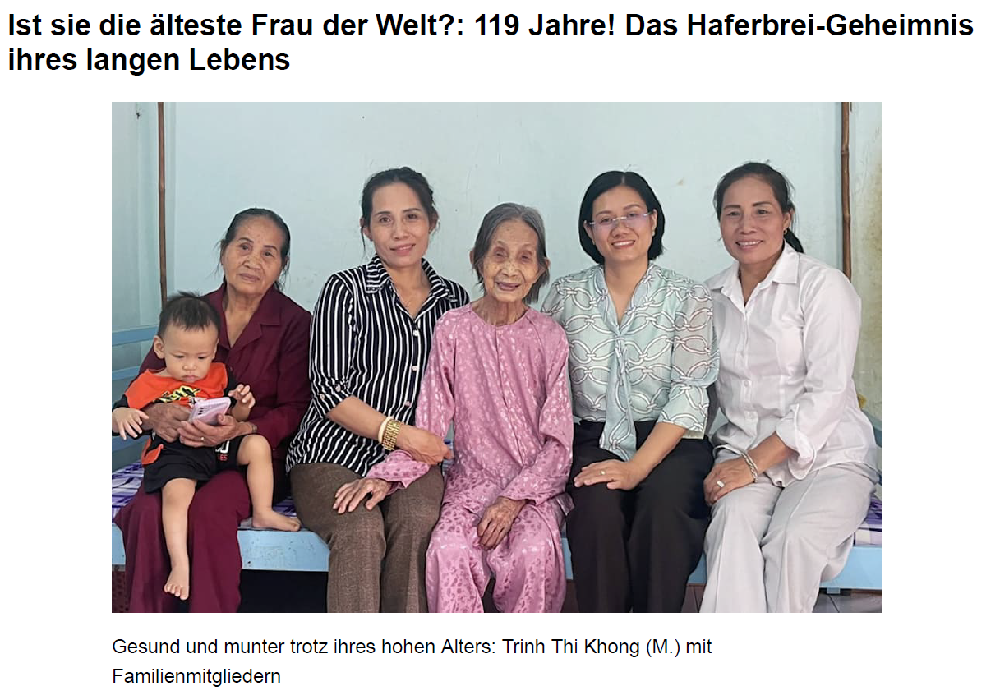 Ist sie die älteste Frau der Welt?: 119 Jahre! Das Haferbrei-Geheimnis
ihres langen Lebens
Gesund und munter trotz ihres hohen Alters: Trinh Thi Khong (M.) mit
Familienmitgliedern